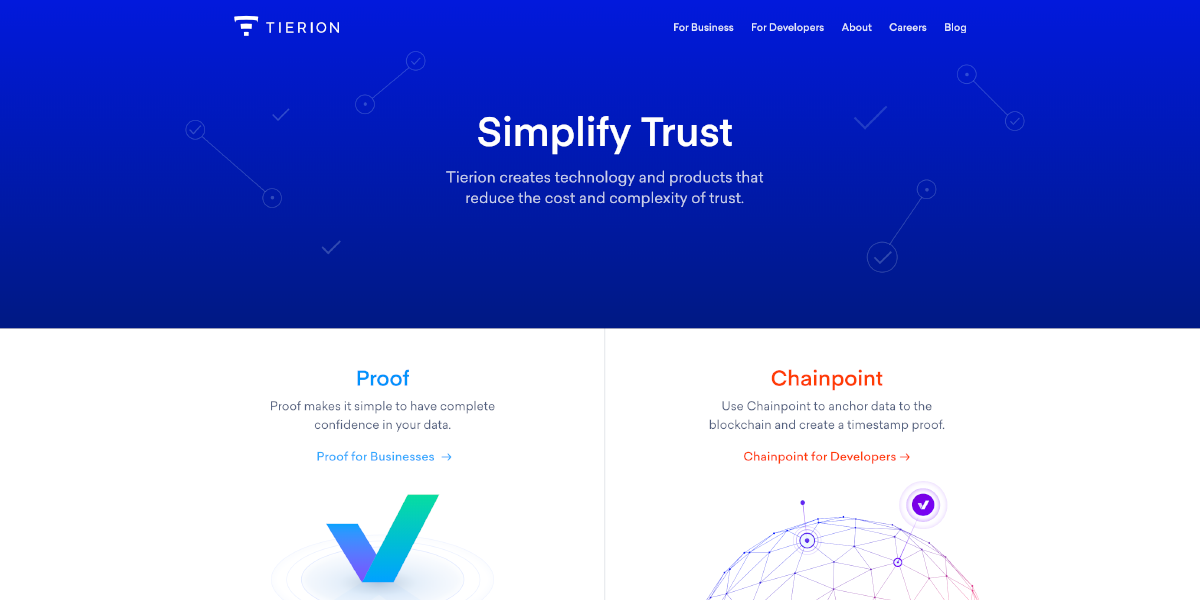 TIERION
For Business For Developers About Careers Blog
Simplify Trust
Tierion creates technology and products that
reduce the cost and complexity of trust.
Proof
Proof makes it simple to have complete
confidence in your data.
Proof for Businesses →
Chainpoint
Use Chainpoint to anchor data to the
blockchain and create a timestamp proof.
Chainpoint for Developers →